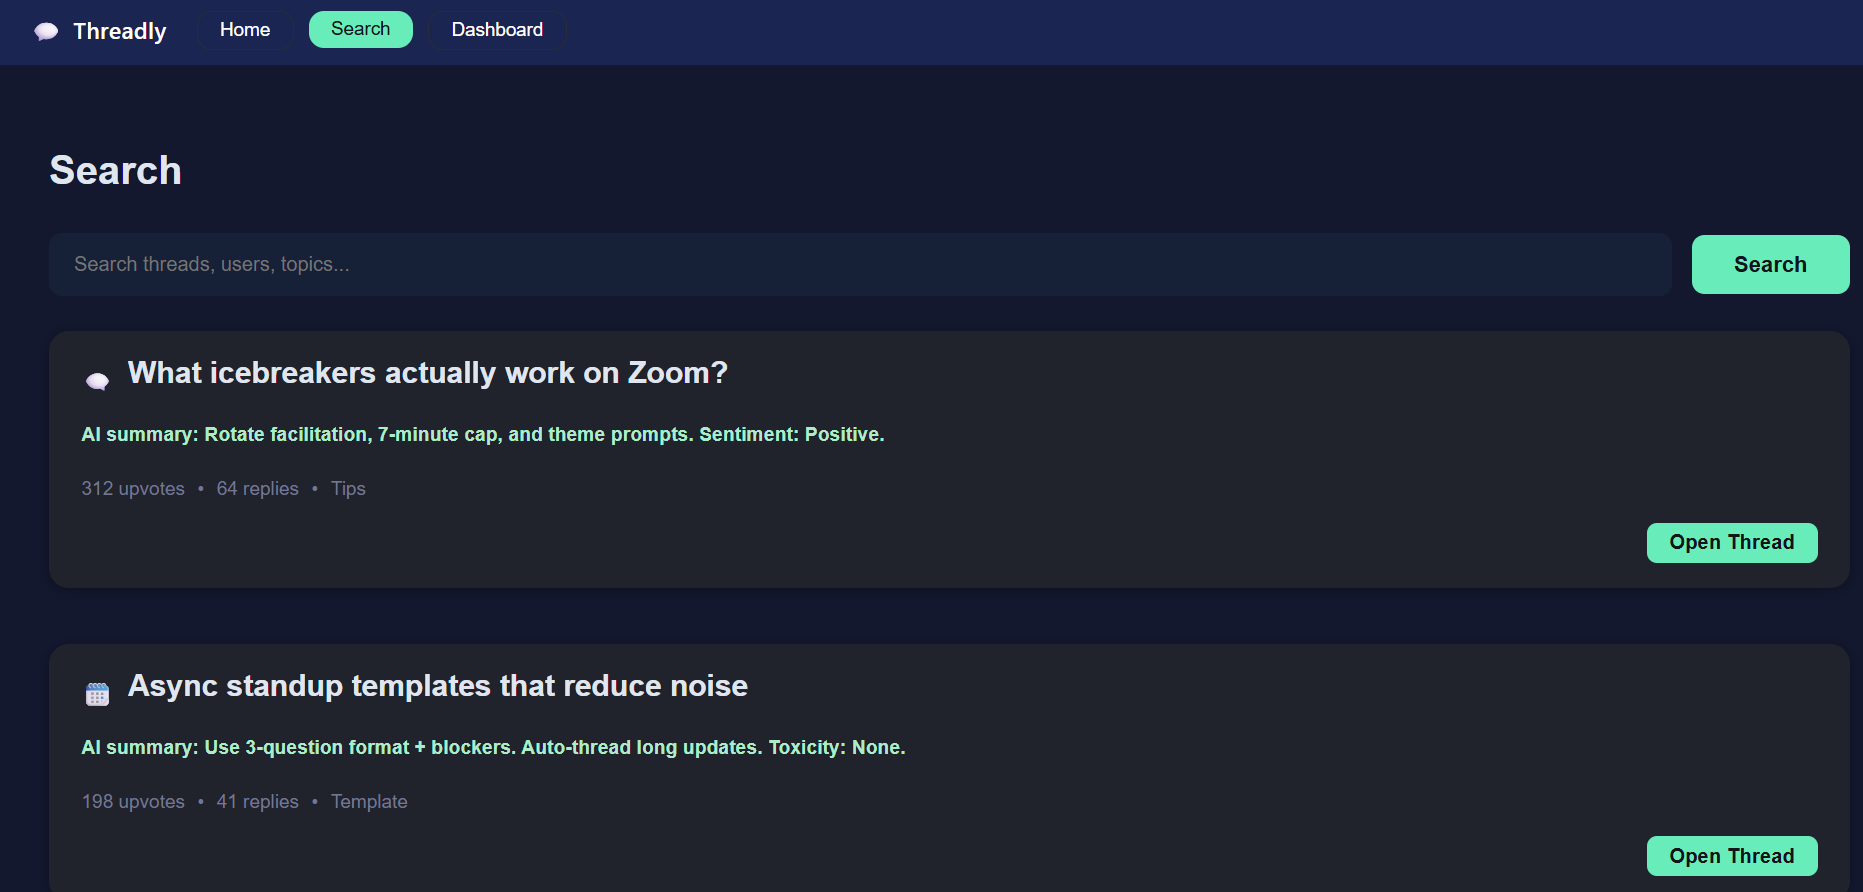 Threadly Home Search Dashboard
Search
Search threads, users, topics... Search
What icebreakers actually work on Zoom?
AI summary: Rotate facilitation, 7-minute cap, and theme prompts. Sentiment: Positive.
312 upvotes • 64 replies • Tips
Open Thread
Async standup templates that reduce noise
AI summary: Use 3-question format + blockers. Auto-thread long updates. Toxicity: None.
198 upvotes • 41 replies • Template
Open Thread